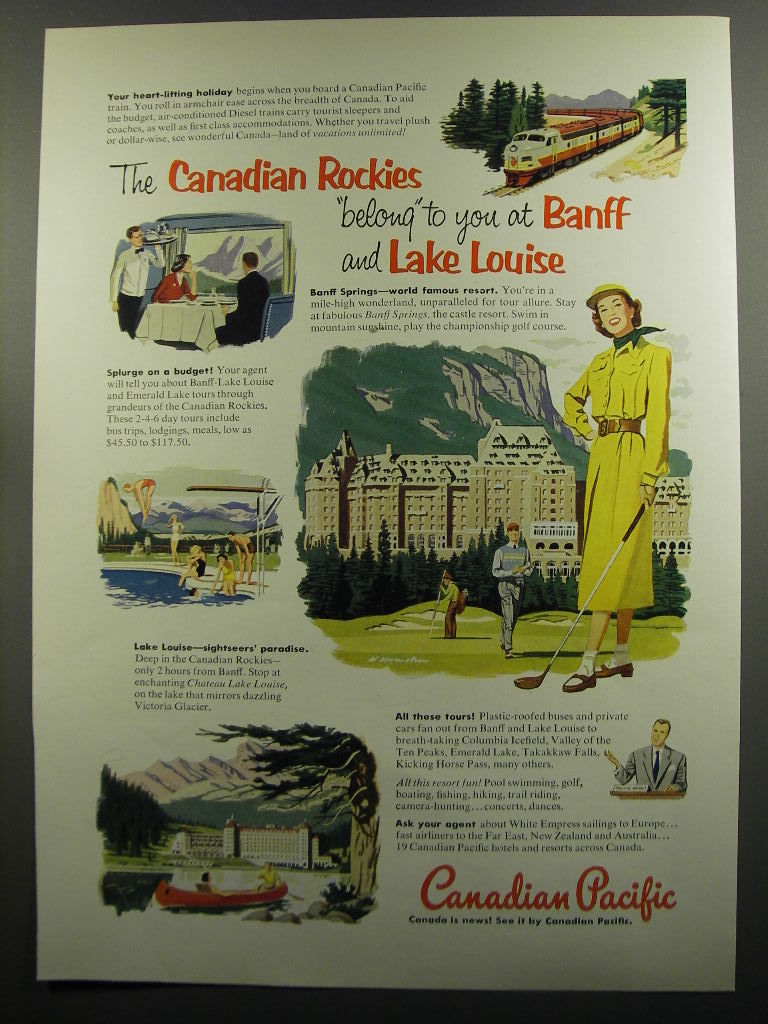 Your heart-lifting holiday begins when you board a Canadian Pacific
train. You roll in armchair ease across the breadth of Canada. To aid
the budget, air-conditioned Diesel trains carry tourist sleepers and
coaches, as well as first class accommodations. Whether you travel plush
or dollar-wise, see wonderful Canada—land of vacations unlimited!
The Canadian Rockies
"belong" to you at Banff
and Lake Louise
Banff Springs—world famous resort. You're in a
mile-high wonderland, unparalleled for tour allure. Stay
at fabulous Banff Springs, the castle resort. Swim in
mountain sunshine, play the championship golf course.
Splurge on a budget! Your agent
will tell you about Banff-Lake Louise
and Emerald Lake tours through
grandeurs of the Canadian Rockies.
These 2-4-6 day tours include
bus trips, lodgings, meals, low as
$45.50 to $117.50.
Lake Louise—sightseers' paradise.
Deep in the Canadian Rockies—
only 2 hours from Banff. Stop at
enchanting Chateau Lake Louise,
on the lake that mirrors dazzling
Victoria Glacier.
All these tours! Plastic-roofed buses and private
cars fan out from Banff and Lake Louise to
breath-taking Columbia Icefield, Valley of the
Ten Peaks, Emerald Lake, Takakkaw Falls,
Kicking Horse Pass, many others.
All this resort fun! Pool swimming, golf,
boating, fishing, hiking, trail riding,
camera-hunting...concerts, dances.
Ask your agent about White Empress sailings to Europe...
fast airliners to the Far East, New Zealand and Australia...
19 Canadian Pacific hotels and resorts across Canada.
Canadian Pacific
Canada is news! See it by Canadian Pacific.